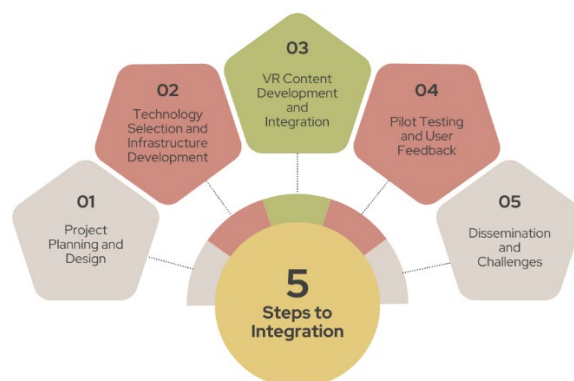 01
Project
Planning and
Design
02
Technology
Selection and
Infrastructure
Development
03
VR Content
Development
and
Integration
04
Pilot Testing
and User
Feedback
05
Dissemination
and
Challenges
5
Steps to
Integration